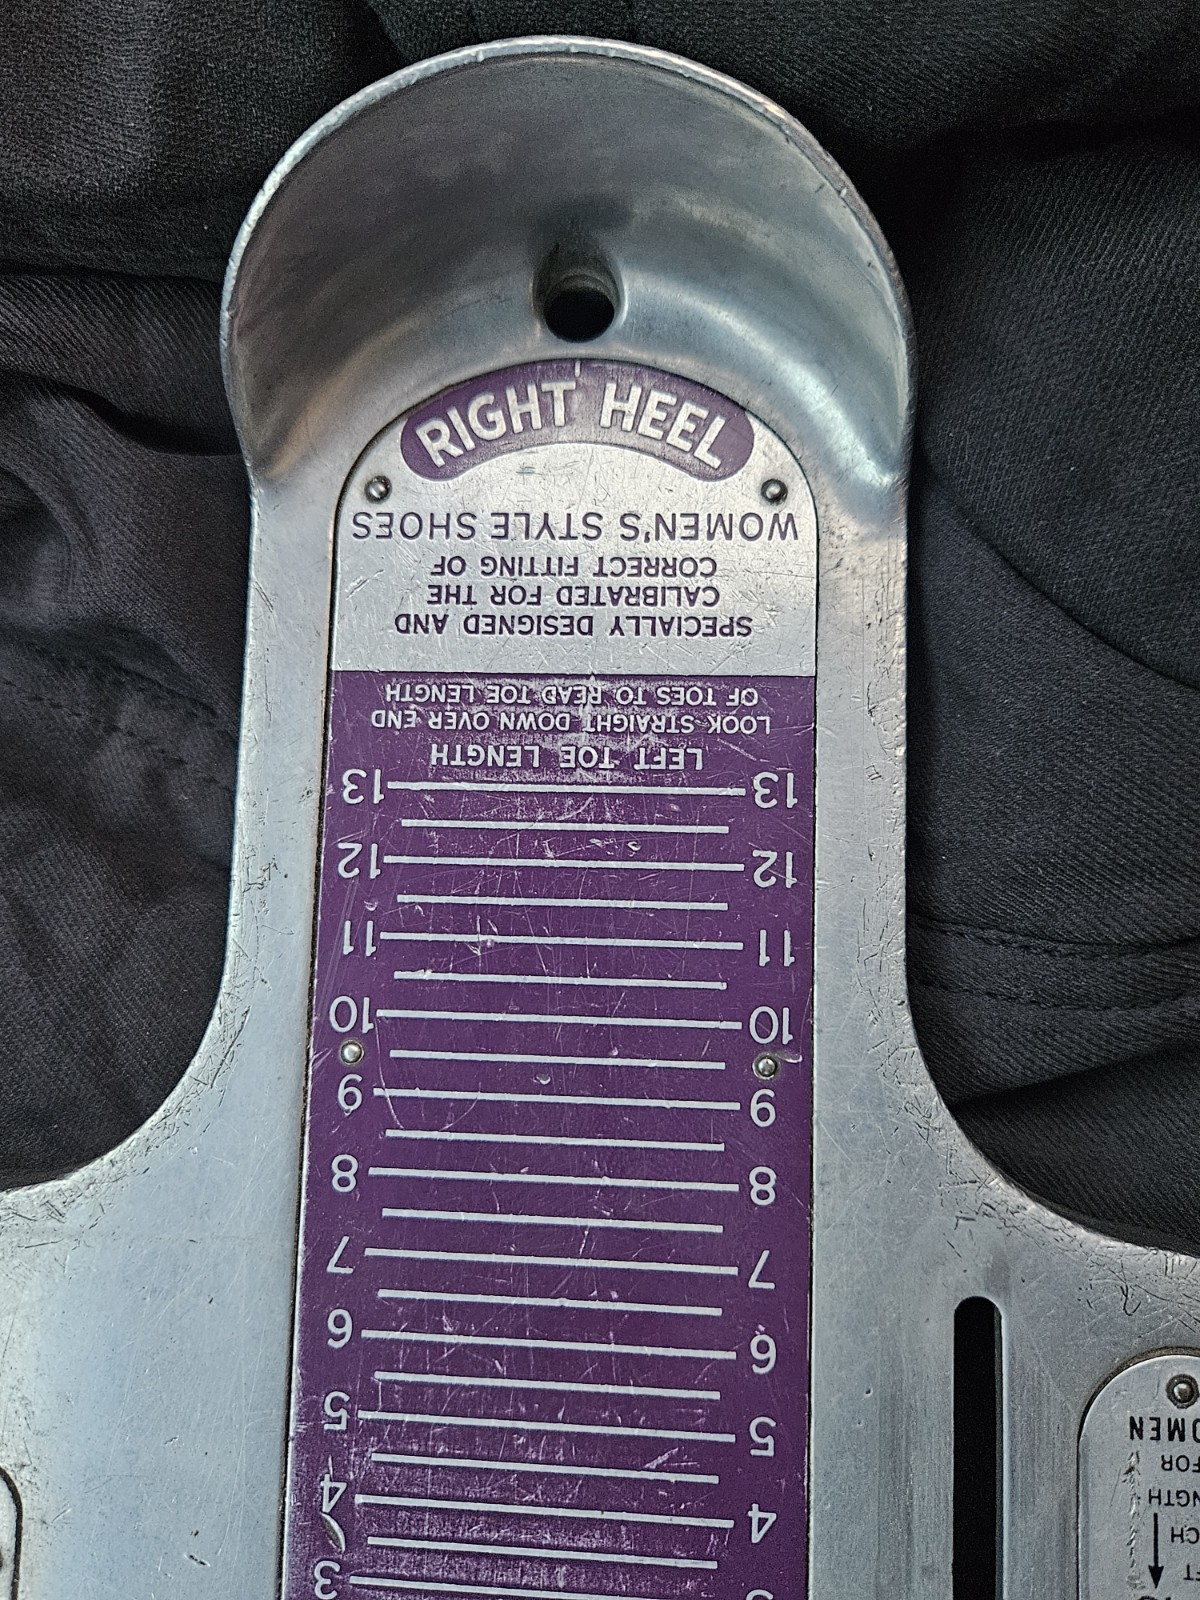 RIGHT HEEL
WOMEN'S STYLE SHOES
CORRECT FITTING OF
CALIBRATED FOR THE
SPECIALLY DESIGNED AND
OF TOES TO READ TOE LENGTH
LOOK STRAIGHT DOWN OVER END
LEFT TOE LENGTH
13 13
12 12
11 11
10 10
9 9
8 8
7 7
6 6
5 5
4 4
3
FOR